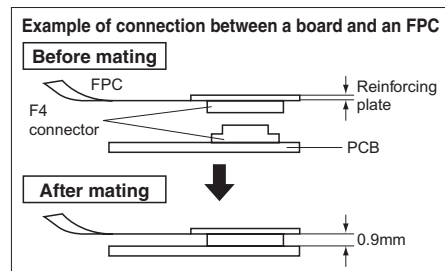 Example of connection between a board and an FPC
Before mating
FPC
Reinforcing
plate
F4
connector
PCB
After mating
0.9mm